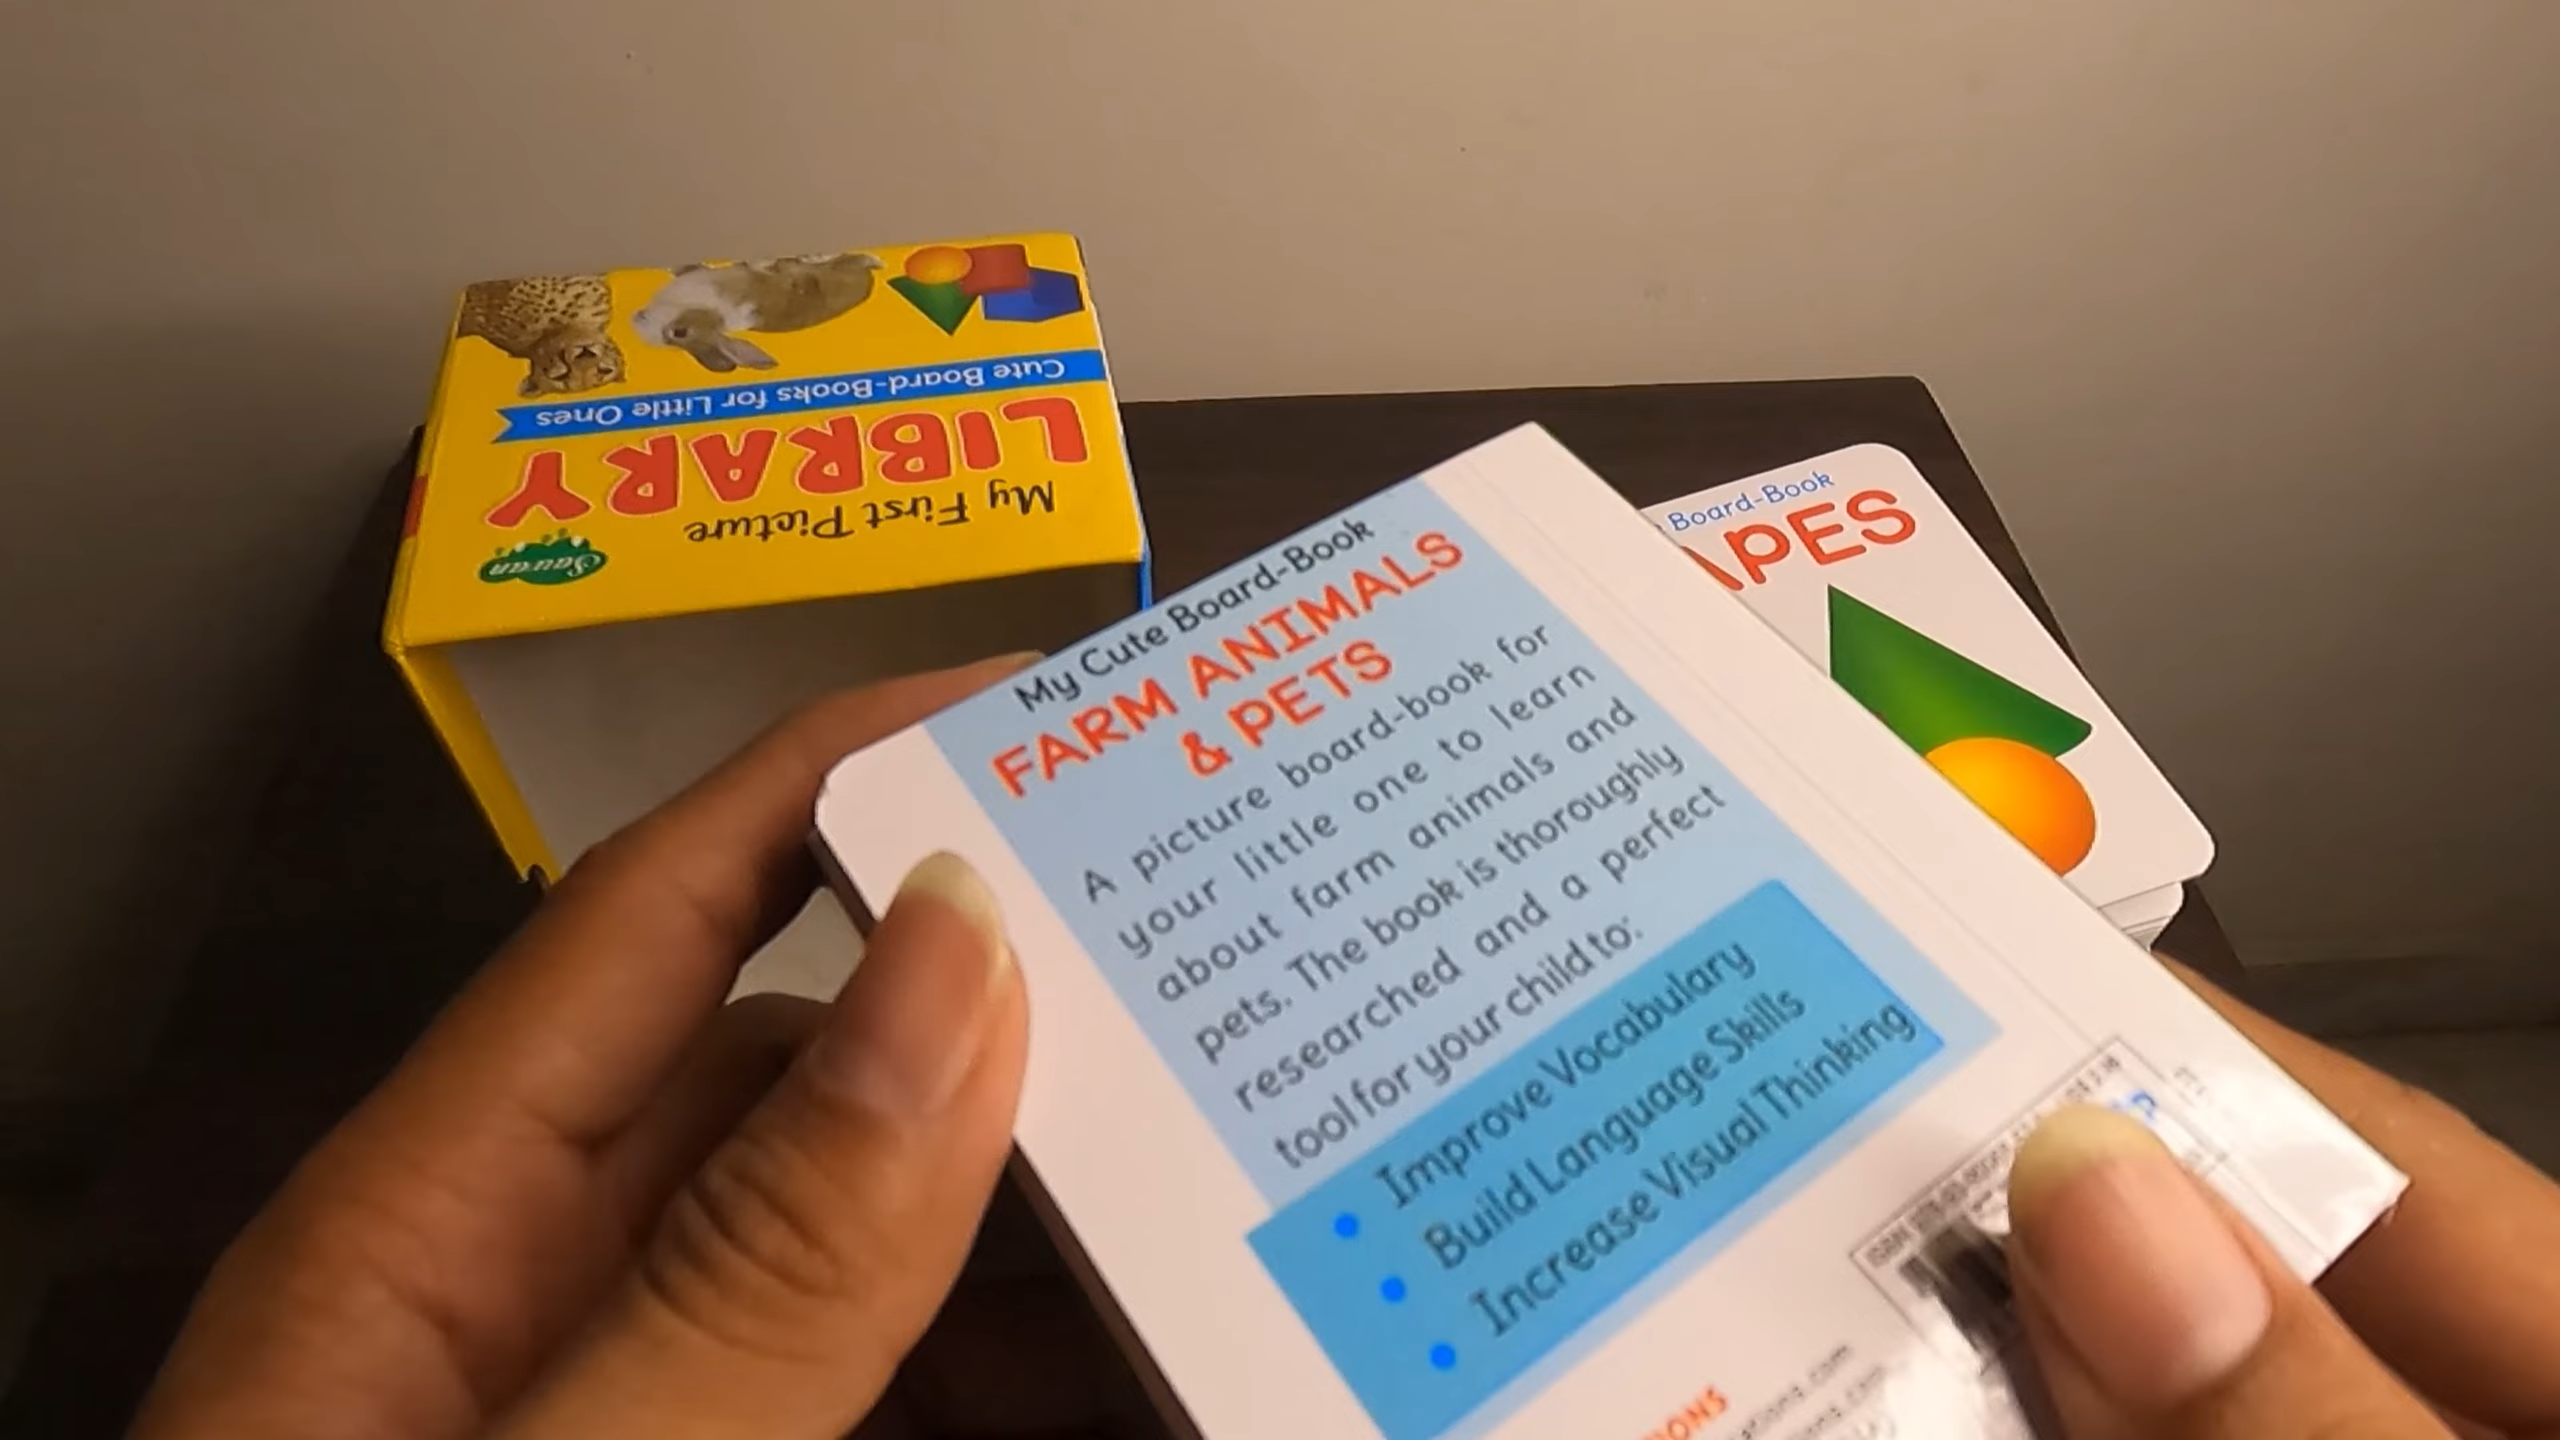 Sawan
My First Picture
LIBRARY
Cute Board-Books for Little Ones
Board-Book
My Cute Board-Book
FARM ANIMALS
& PETS
A picture board-book for
your little one to learn
about farm animals and
pets. The book is thoroughly
researched and a perfect
tool for your child to:
• Improve Vocabulary
• Build Language Skills
• Increase Visual Thinking
ISBN